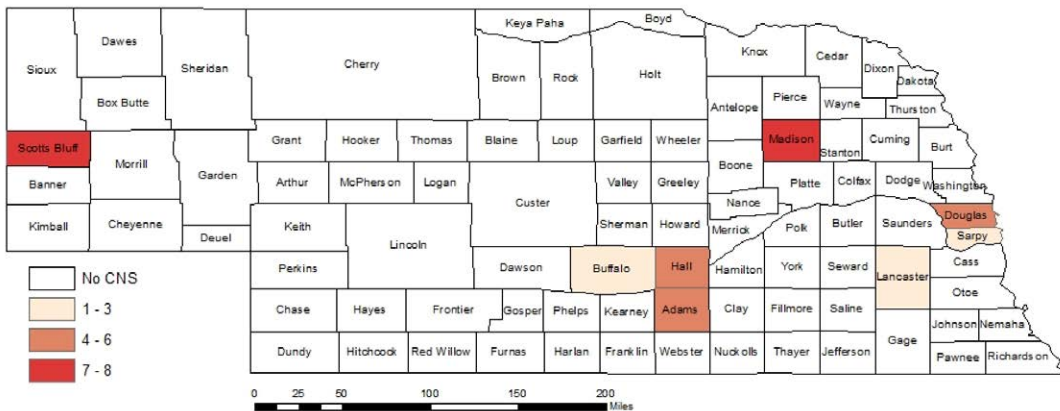 Keya Paha
Boyd
Dawes
Sioux
Sheridan
Cherry
Brown
Rock
Holt
Knox
Cedar
Dixon
Dakota
Box Butte
Antelope
Pierce
Wayne
Thurston
Scotts Bluff
Morrill
Garden
Grant
Hooker
Thomas
Blaine
Loup
Garfield
Wheeler
Madison
Stanton
Cuming
Burt
Banner
Arthur
McPherson
Logan
Custer
Valley
Greeley
Boone
Platte
Colfax
Dodge
Washington
Kimball
Cheyenne
Deuel
Keith
Lincoln
Sherman
Howard
Nance
Merrick
Polk
Butler
Saunders
Douglas
Sarpy
Perkins
Dawson
Buffalo
Hall
Hamilton
York
Seward
Lancaster
Cass
Otoe
Chase
Hayes
Frontier
Gosper
Phelps
Kearney
Adams
Clay
Fillmore
Saline
Gage
Johnson
Nemaha
Dundy
Hitchcock
Red Willow
Furnas
Harlan
Franklin
Webster
Nuckolls
Thayer
Jefferson
Pawnee
Richardson
No CNS
1 - 3
4 - 6
7 - 8
0 25 50 100 150 200
Miles